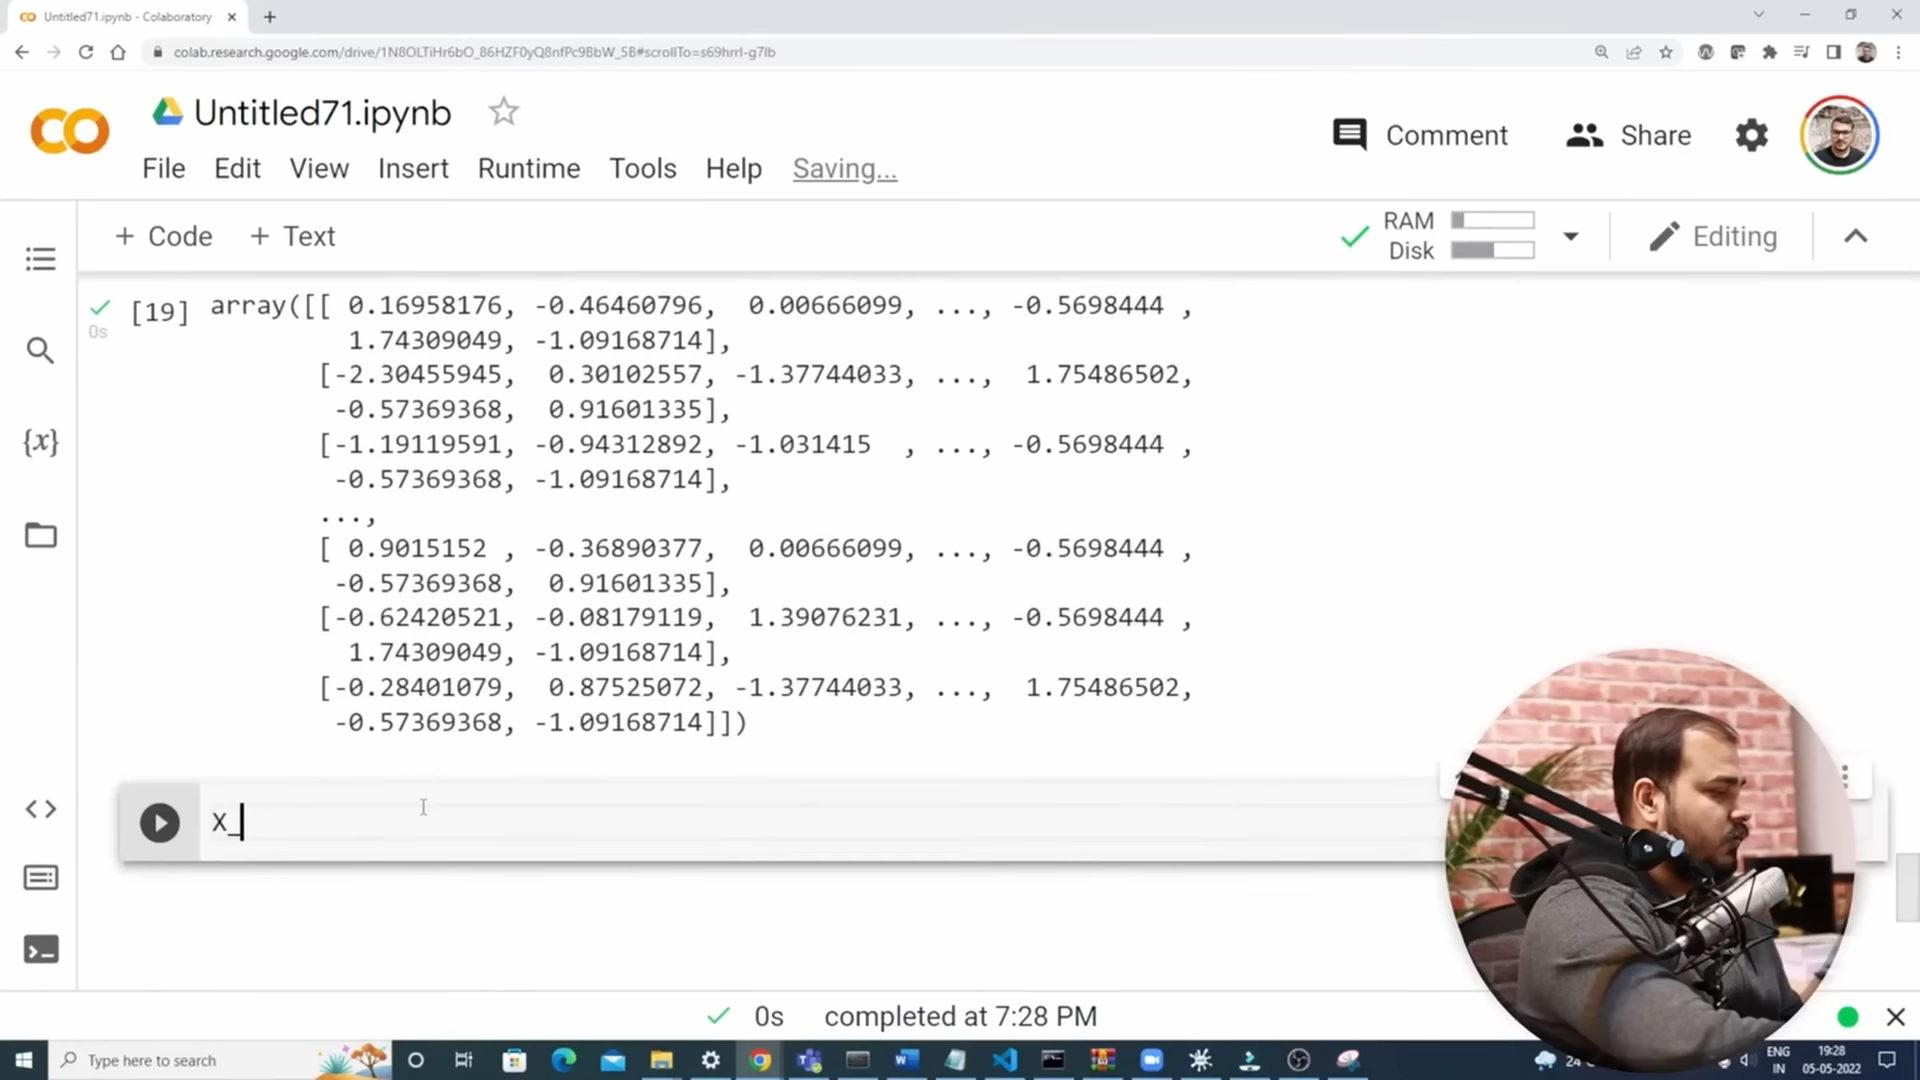 Untitled71.ipynb - Colaboratory
colab.research.google.com/drive/1N8OLTiHr6bO_86HZF0yQ8nfPc9BbW_5B#scrollTo=s69hrrI-g7lb
Untitled71.ipynb
Comment
Share
File Edit View Insert Runtime Tools Help Saving...
+ Code + Text
RAM
Disk
Editing
[19] array([[ 0.16958176, -0.46460796, 0.00666099, ..., -0.5698444 ,
0s
1.74309049, -1.09168714],
[-2.30455945, 0.30102557, -1.37744033, ..., 1.75486502,
-0.57369368, 0.91601335],
[-1.19119591, -0.94312892, -1.031415 , ..., -0.5698444 ,
-0.57369368, -1.09168714],
...,
[ 0.9015152 , -0.36890377, 0.00666099, ..., -0.5698444 ,
-0.57369368, 0.91601335],
[-0.62420521, -0.08179119, 1.39076231, ..., -0.5698444 ,
1.74309049, -1.09168714],
[-0.28401079, 0.87525072, -1.37744033, ..., 1.75486502,
-0.57369368, -1.09168714]])
X_
0s completed at 7:28 PM
Type here to search
ENG
IN
19:28
05-05-2022